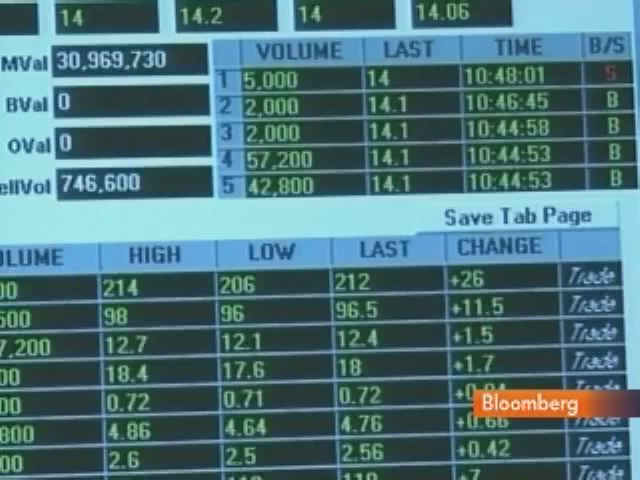 14 14.2 14 14.06
MVal 30,969,730 VOLUME LAST TIME B/S
1 5,000 14 10:48:01 S
BVal 0 2 2,000 14.1 10:46:45 B
3 2,000 14.1 10:44:58 B
OVal 0 4 57,200 14.1 10:44:53 B
ellVol 746,600 5 42,800 14.1 10:44:53 B
Save Tab Page
LUME HIGH LOW LAST CHANGE
00 214 206 212 +26 Trade
500 98 96 96.5 +11.5 Trade
7,200 12.7 12.1 12.4 +1.5 Trade
00 18.4 17.6 18 +1.7 Trade
00 0.72 0.71 0.72 Trade
Bloomberg
800 4.86 4.64 4.76 +0.66 Trade
00 2.6 2.5 2.56 +0.42 Trade
+7